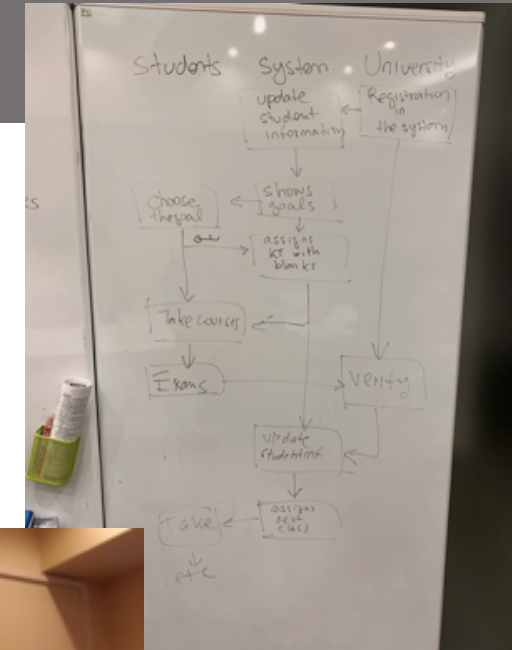 Students
System
University
update
student
information
Registration
in
the system
shows
goals
choose
the goal
assigns
KT with
blanks
Take courses
Exams
Verify
update
student inf
assigns
next
class
Take
etc